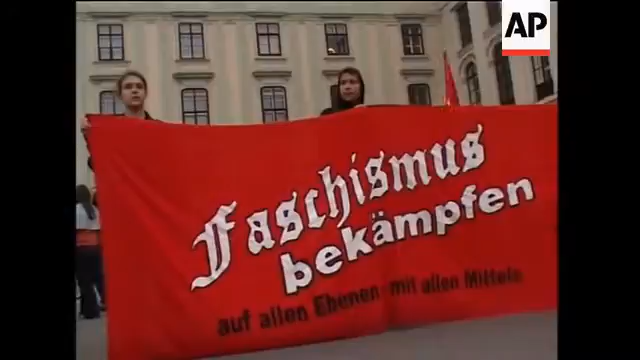 AP
Faschismus
bekämpfen
auf allen Ebenen mit allen Mitteln